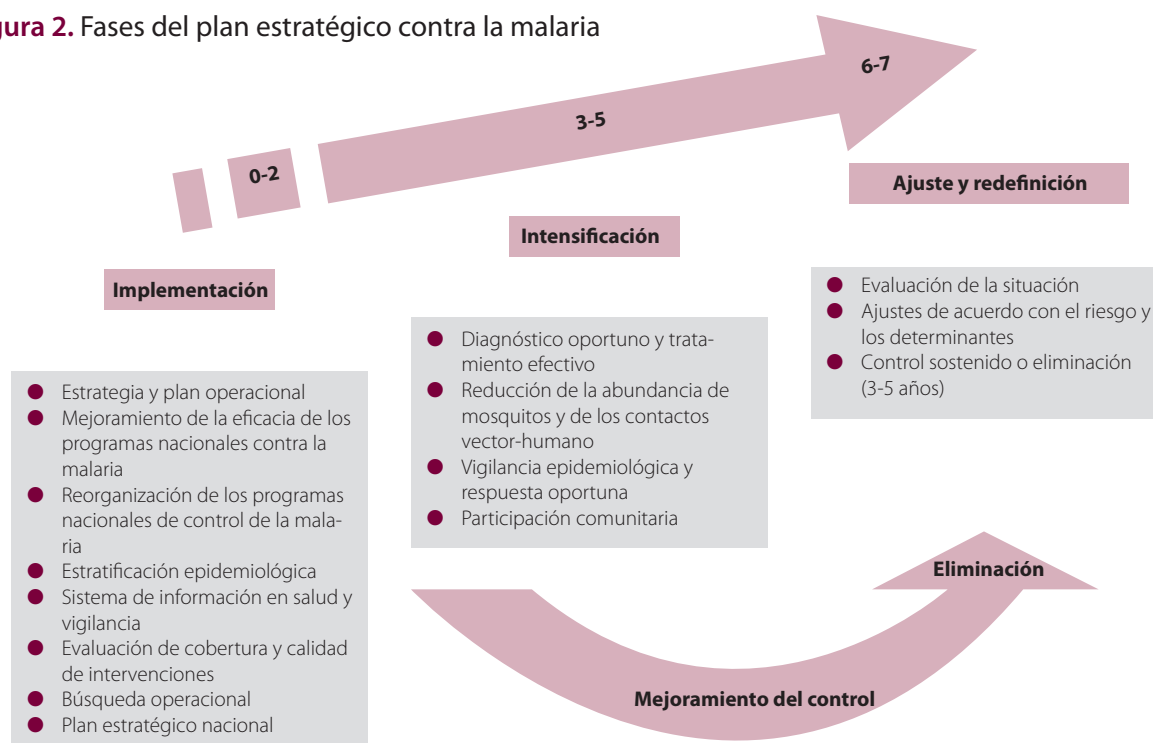 gura 2. Fases del plan estratégico contra la malaria
6-7
3-5
0-2
Ajuste y redefinición
Intensificación
Implementación
Evaluación de la situación
Ajustes de acuerdo con el riesgo y
los determinantes
Control sostenido o eliminación
(3-5 años)
Diagnóstico oportuno y trata-
miento efectivo
Reducción de la abundancia de
mosquitos y de los contactos
vector-humano
Vigilancia epidemiológica y
respuesta oportuna
Participación comunitaria
Estrategia y plan operacional
Mejoramiento de la eficacia de los
programas nacionales contra la
malaria
Reorganización de los programas
nacionales de control de la mala-
ria
Estratificación epidemiológica
Sistema de información en salud y
vigilancia
Evaluación de cobertura y calidad
de intervenciones
Búsqueda operacional
Plan estratégico nacional
Eliminación
Mejoramiento del control